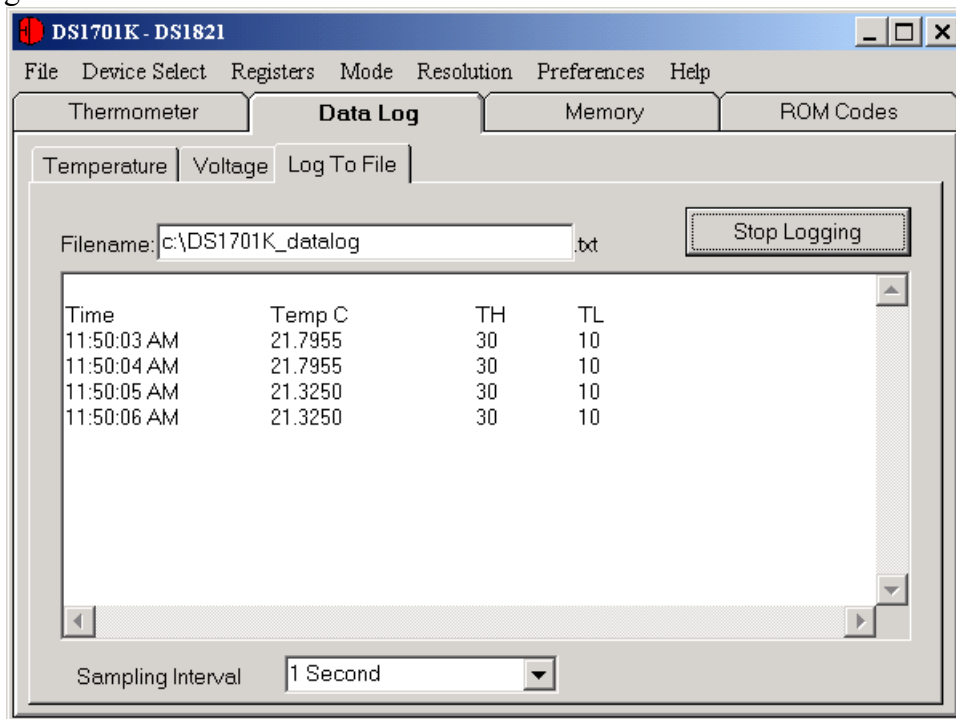 g
DS1701K - DS1821
File Device Select Registers Mode Resolution Preferences Help
Thermometer Data Log Memory ROM Codes
Temperature Voltage Log To File
Filename: c:\DS1701K_datalog .txt Stop Logging
Time Temp C TH TL
11:50:03 AM 21.7955 30 10
11:50:04 AM 21.7955 30 10
11:50:05 AM 21.3250 30 10
11:50:06 AM 21.3250 30 10
Sampling Interval 1 Second